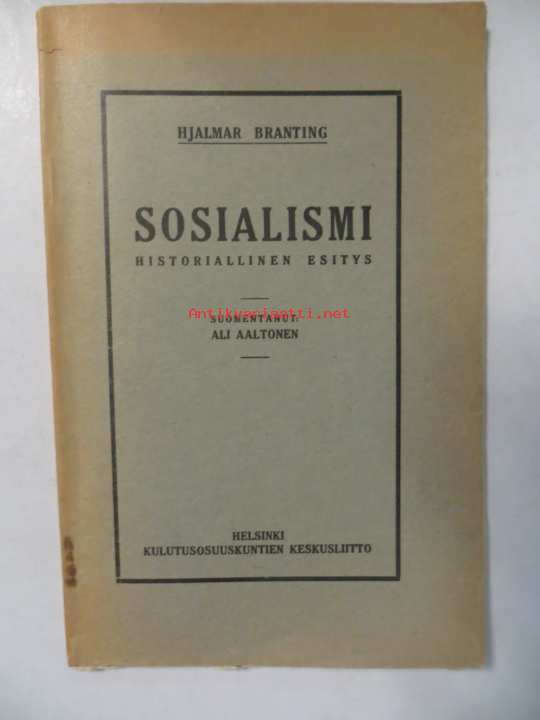 HJALMAR BRANTING
SOSIALISMI
HISTORIALLINEN ESITYS
Antikvariaatti.net
SUOMENTANUT:
ALI AALTONEN
HELSINKI
KULUTUSOSUUSKUNTIEN KESKUSLIITTO